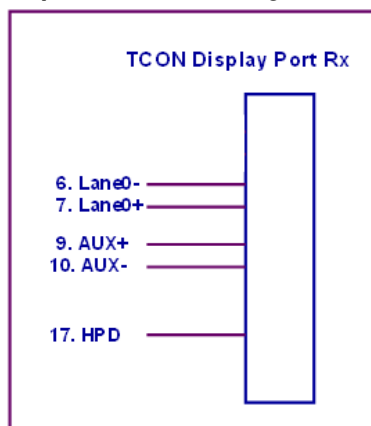 TCON Display Port Rx
6. Lane0-
7. Lane0+
9. AUX+
10. AUX-
17. HPD